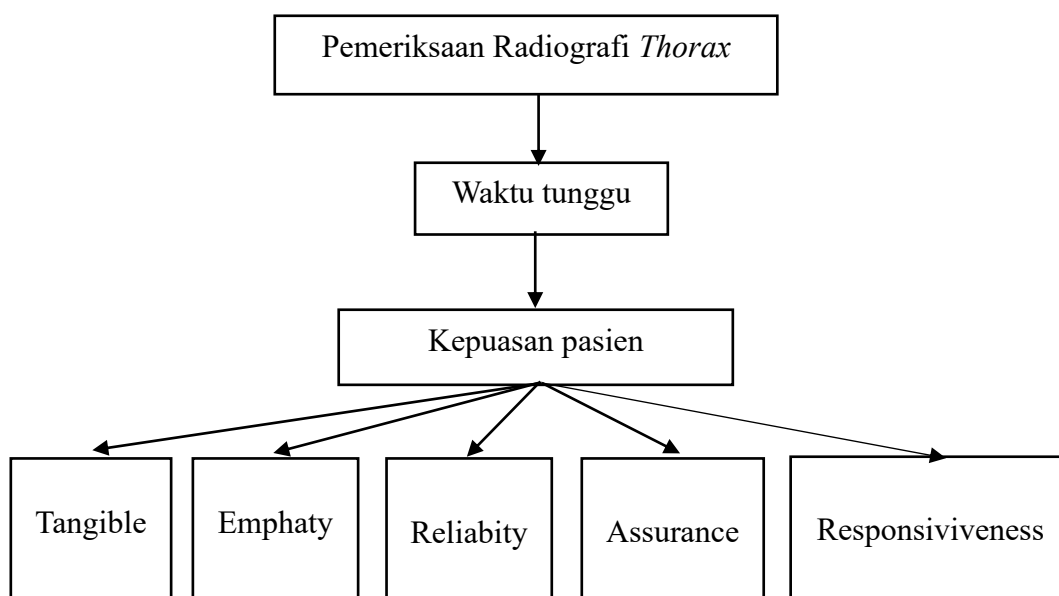 Pemeriksaan Radiografi Thorax
Waktu tunggu
Kepuasan pasien
Tangible
Emphaty
Reliabity
Assurance
Responsiviveness